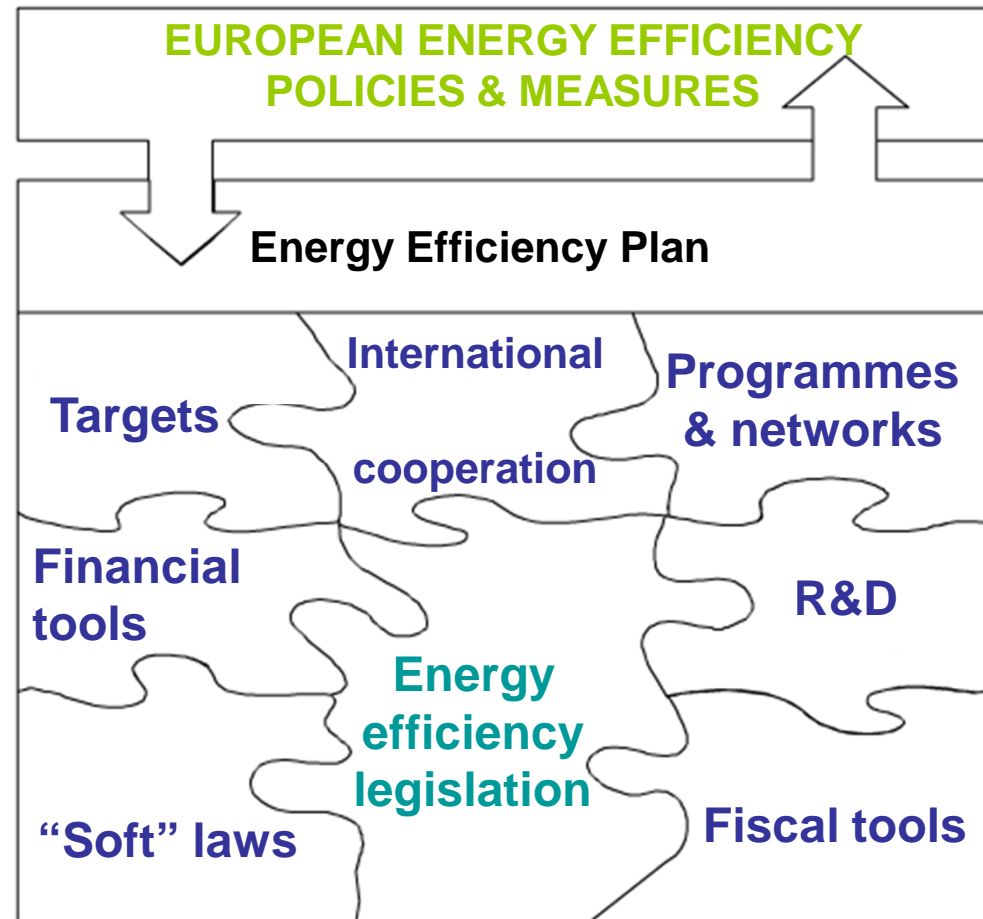 EUROPEAN ENERGY EFFICIENCY
POLICIES & MEASURES
Energy Efficiency Plan
Targets
International
cooperation
Programmes
& networks
Financial
tools
Energy
efficiency
legislation
R&D
“Soft” laws
Fiscal tools